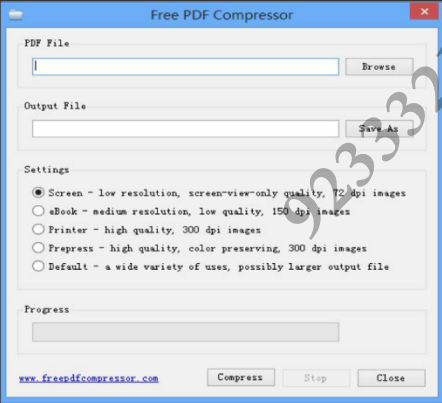 Free PDF Compressor
PDF File
Browse
Output File
Save As
Settings
Screen - low resolution, screen-view-only quality, 72 dpi images
eBook - medium resolution, low quality, 150 dpi images
Printer - high quality, 300 dpi images
Prepress - high quality, color preserving, 300 dpi images
Default - a wide variety of uses, possibly larger output file
Progress
www.freepdfcompressor.com
Compress
Stop
Close